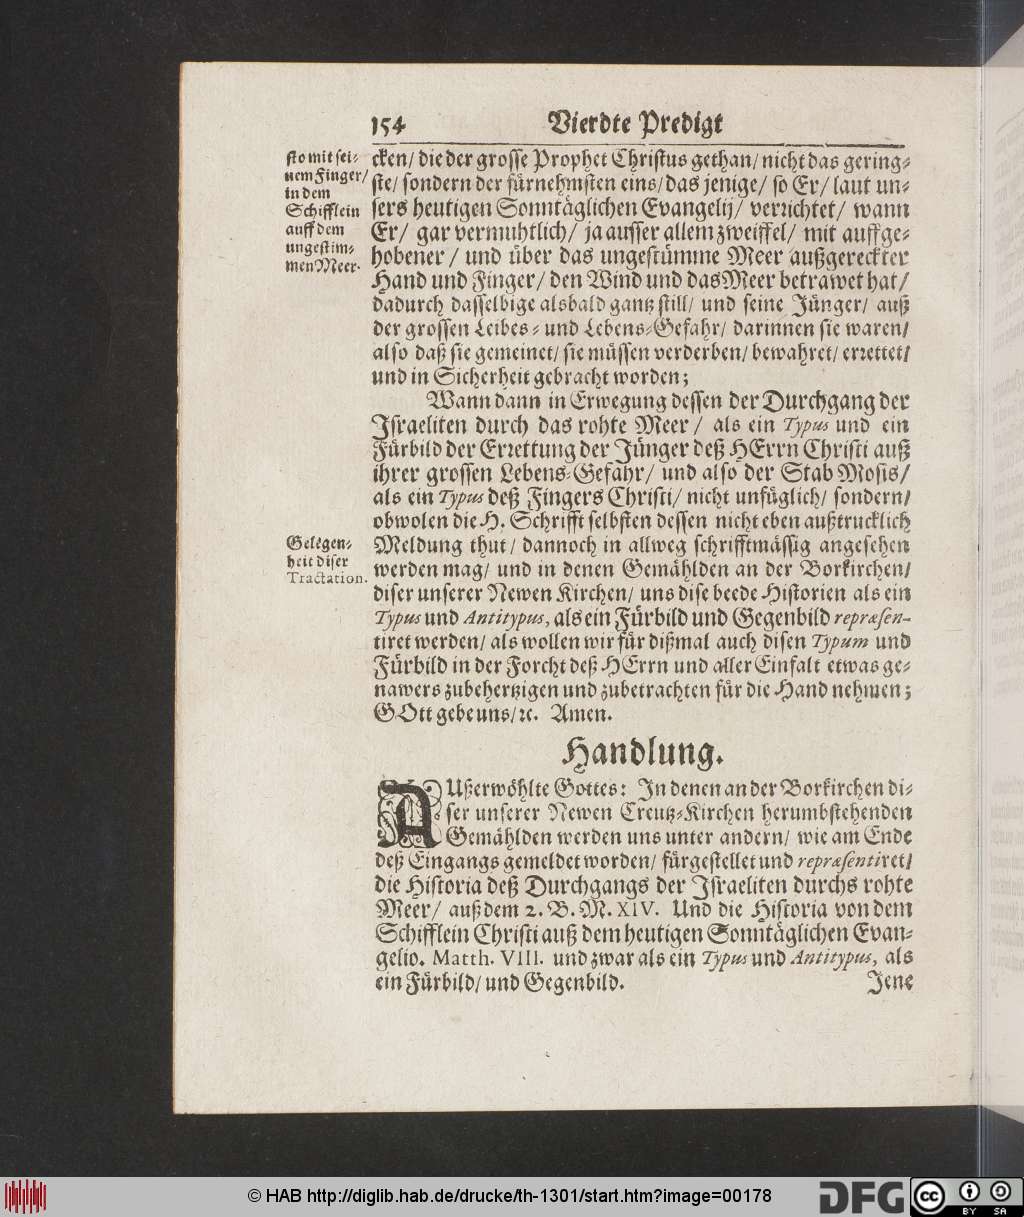 154 Vierdte Predigt
sto mit sei-
nem Finger/
in dem
Schifflein
auff dem
ungestim-
men Meer.
cken/ die der grosse Prophet Christus gethan/ nicht das gering-
ste/ sondern der fürnehmsten eins/ das jenige/ so Er/ laut un-
sers heutigen Sonntäglichen Evangelij/ verrichtet/ wann
Er/ gar vermuhtlich/ ja ausser allem zweiffel/ mit auffge-
hobener/ und über das ungestümme Meer außgereckter
Hand und Finger/ den Wind und das Meer betrawet hat/
dadurch dasselbige alsbald gantz still/ und seine Jünger/ auß
der grossen Leibes- und Lebens-Gefahr/ darinnen sie waren/
also daß sie gemeinet/ sie müssen verderben/ bewahret/ errettet/
und in Sicherheit gebracht worden;
Wann dann in Erwegung dessen der Durchgang der
Israeliten durch das rohte Meer/ als ein Typus und ein
Fürbild der Errettung der Jünger deß HErrn Christi auß
ihrer grossen Lebens-Gefahr/ und also der Stab Mosis/
als ein Typus deß Fingers Christi/ nicht unfüglich/ sondern/
obwolen die H. Schrifft selbsten dessen nicht eben außtrucklich
Gelegen-
heit diser
Tractation.
Meldung thut/ dannoch in allweg schrifftmässig angesehen
werden mag/ und in denen Gemählden an der Borkirchen/
diser unserer Newen Kirchen/ uns dise beede Historien als ein
Typus und Antitypus, als ein Fürbild und Gegenbild repræsen-
tiret werden/ als wollen wir für dißmal auch disen Typum und
Fürbild in der Forcht deß HErrn und aller Einfalt etwas ge-
nawers zubehertzigen und zubetrachten für die Hand nehmen;
GOtt gebe uns/ ꝛc. Amen.
Handlung.
AUßerwöhlte Gottes: In denen an der Borkirchen di-
ser unserer Newen Creutz-Kirchen herumbstehenden
Gemählden werden uns unter andern/ wie am Ende
deß Eingangs gemeldet worden/ fürgestellet und repræsentiret/
die Historia deß Durchgangs der Israeliten durchs rohte
Meer/ auß dem 2. B. M. XIV. Und die Historia von dem
Schifflein Christi auß dem heutigen Sonntäglichen Evan-
gelio. Matth. VIII. und zwar als ein Typus und Antitypus, als
ein Fürbild/ und Gegenbild. Jene
© HAB http://diglib.hab.de/drucke/th-1301/start.htm?image=00178
DFG
cc BY SA